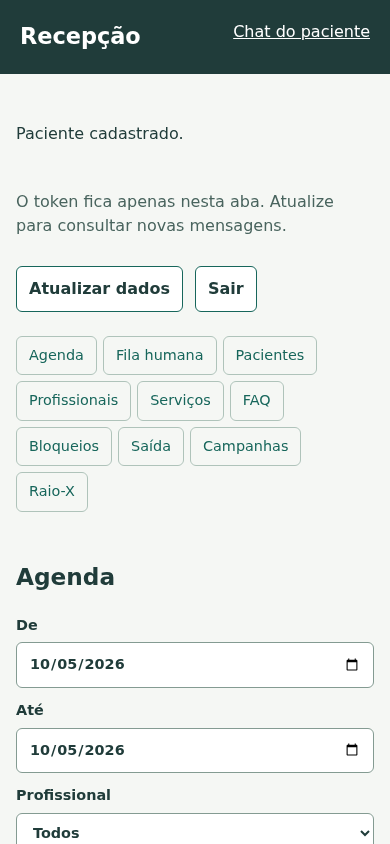 Recepção
Chat do paciente
Paciente cadastrado.
O token fica apenas nesta aba. Atualize
para consultar novas mensagens.
Atualizar dados
Sair
Agenda
Fila humana
Pacientes
Profissionais
Serviços
FAQ
Bloqueios
Saída
Campanhas
Raio-X
Agenda
De
10/05/2026
Até
10/05/2026
Profissional
Todos